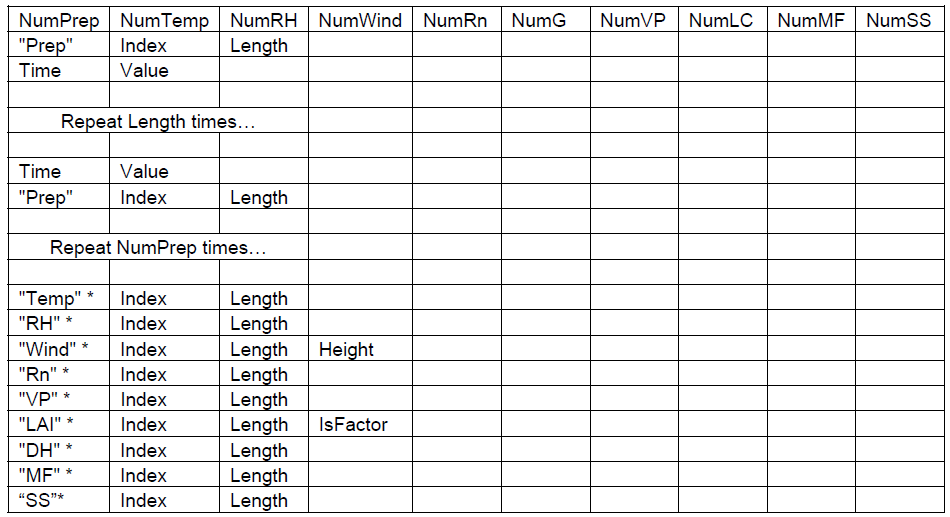 NumPrep NumTemp NumRH NumWind NumRn NumG NumVP NumLC NumMF NumSS
"Prep" Index Length
Time Value
Repeat Length times…
Time Value
"Prep" Index Length
Repeat NumPrep times…
"Temp" * Index Length
"RH" * Index Length
"Wind" * Index Length Height
"Rn" * Index Length
"VP" * Index Length
"LAI" * Index Length IsFactor
"DH" * Index Length
"MF" * Index Length
“SS”* Index Length